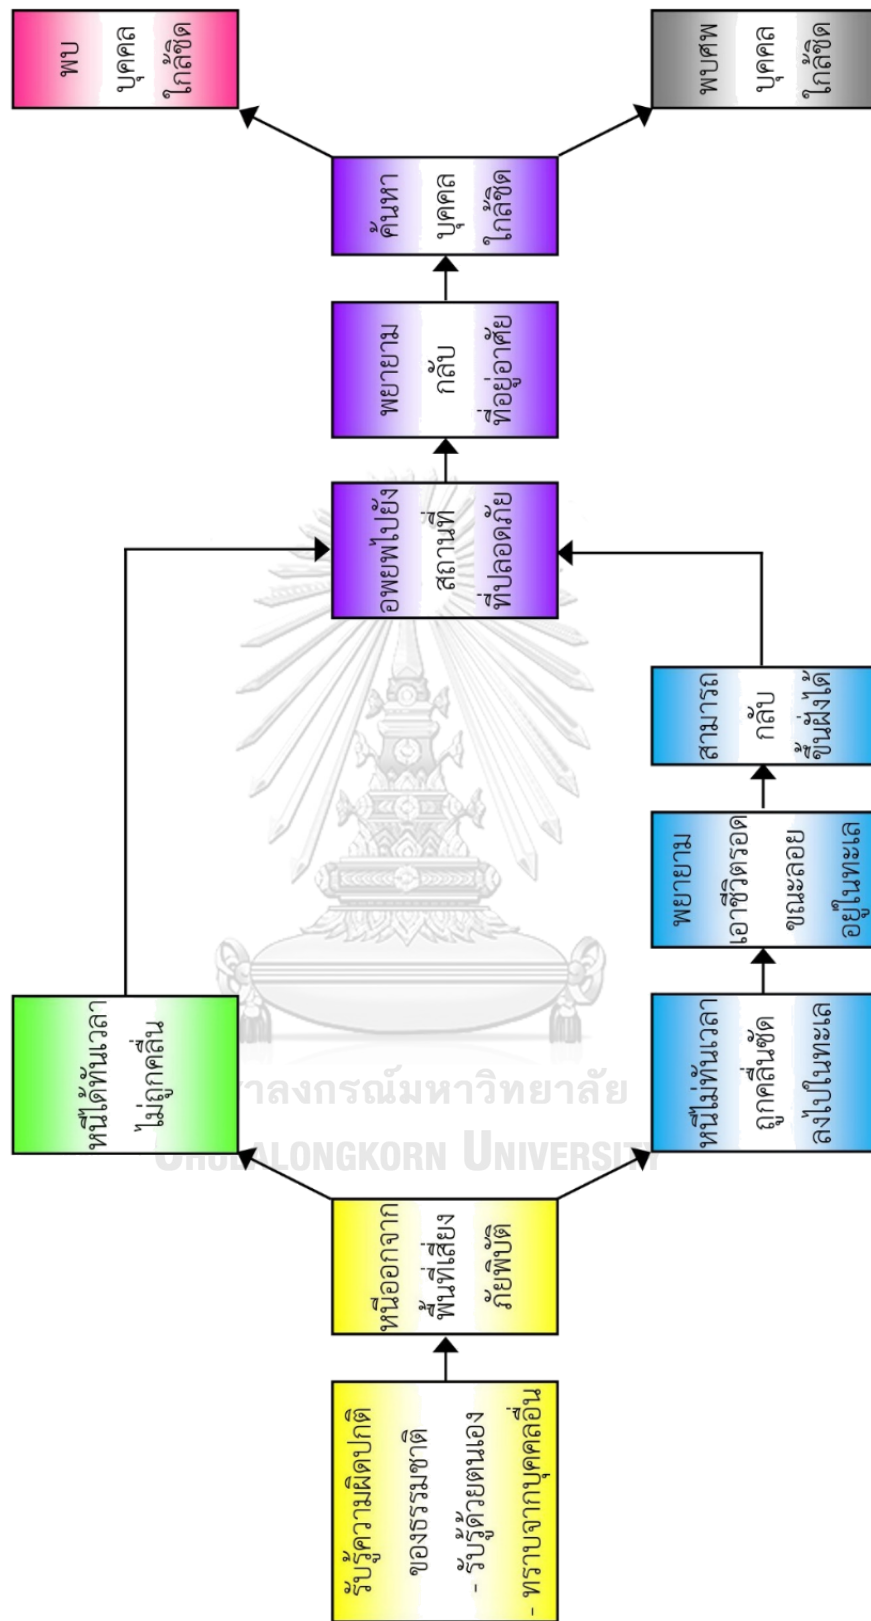 รับรู้ความผิดปกติ
ของธรรมชาติ
- รับรู้ด้วยตนเอง
- ทราบจากบุคคลอื่น
หนีออกจาก
พื้นที่เสี่ยง
ภัยพิบัติ
หนีได้ทันเวลา
ไม่ถูกคลื่น
หนีไม่ทันเวลา
ถูกคลื่นซัด
ลงไปในทะเล
พยายาม
เอาชีวิตรอด
ขณะลอย
อยู่ในทะเล
สามารถ
กลับ
ขึ้นฝั่งได้
อพยพไปยัง
สถานที่
ที่ปลอดภัย
พยายาม
กลับ
ที่อยู่อาศัย
ค้นหา
บุคคล
ใกล้ชิด
พบ
บุคคล
ใกล้ชิด
พบศพ
บุคคล
ใกล้ชิด
าลงกรณ์มหาวิทยาลัย
CHULALONGKORN UNIVERSITY